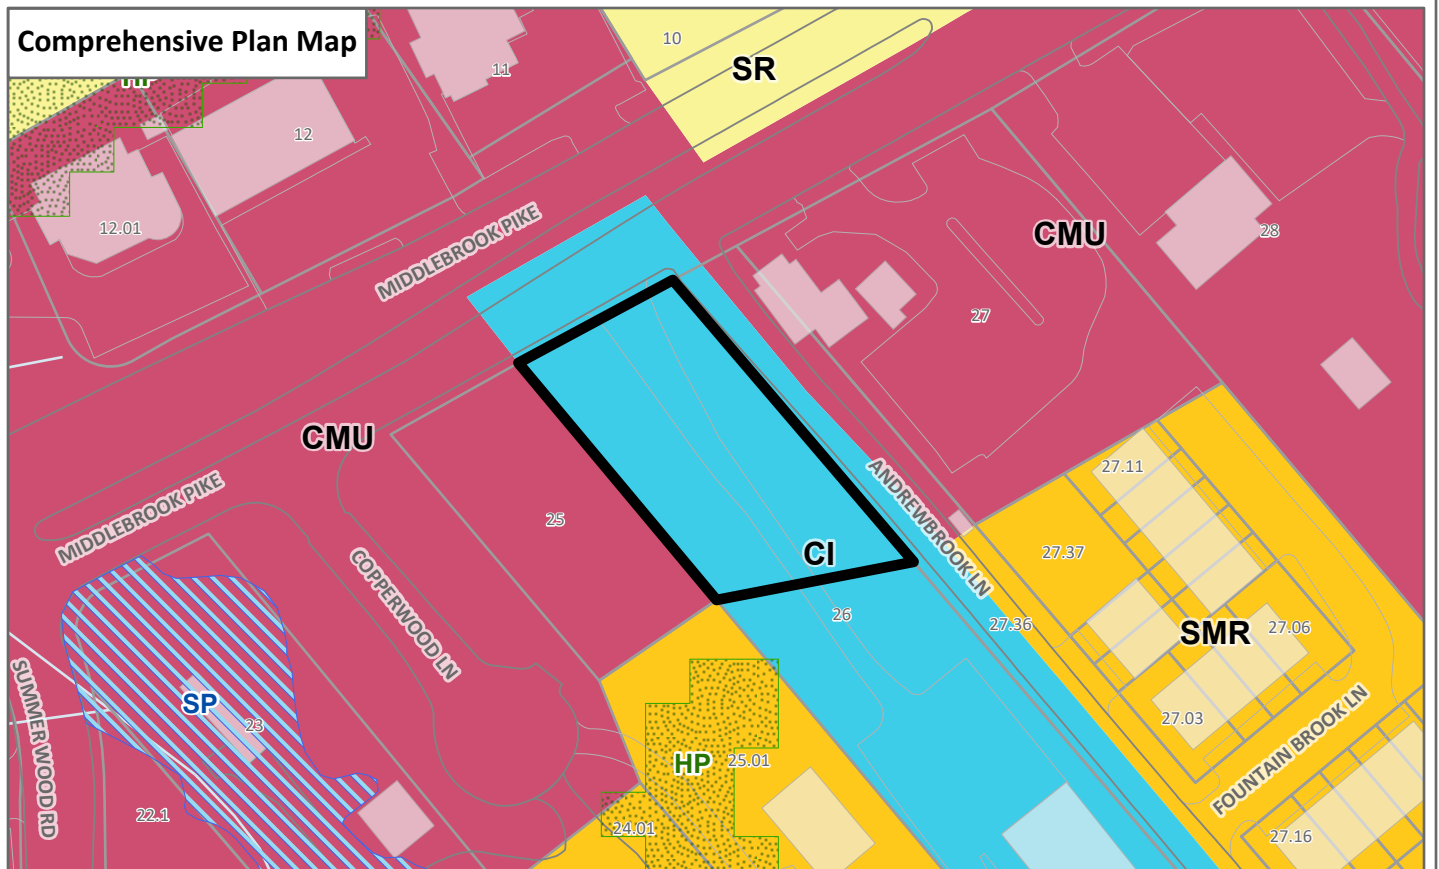 Comprehensive Plan Map
10
SR
11
12
12.01
MIDDLEBROOK PIKE
CMU
28
27
CMU
MIDDLEBROOK PIKE
25
COPPERWOOD LN
ANDREWBROOK LN
CI
26
27.11
27.37
27.36
SMR
27.06
27.03
FOUNTAIN BROOK LN
27.16
SUMMERWOOD RD
SP
23
22.1
HP
25.01
24.01